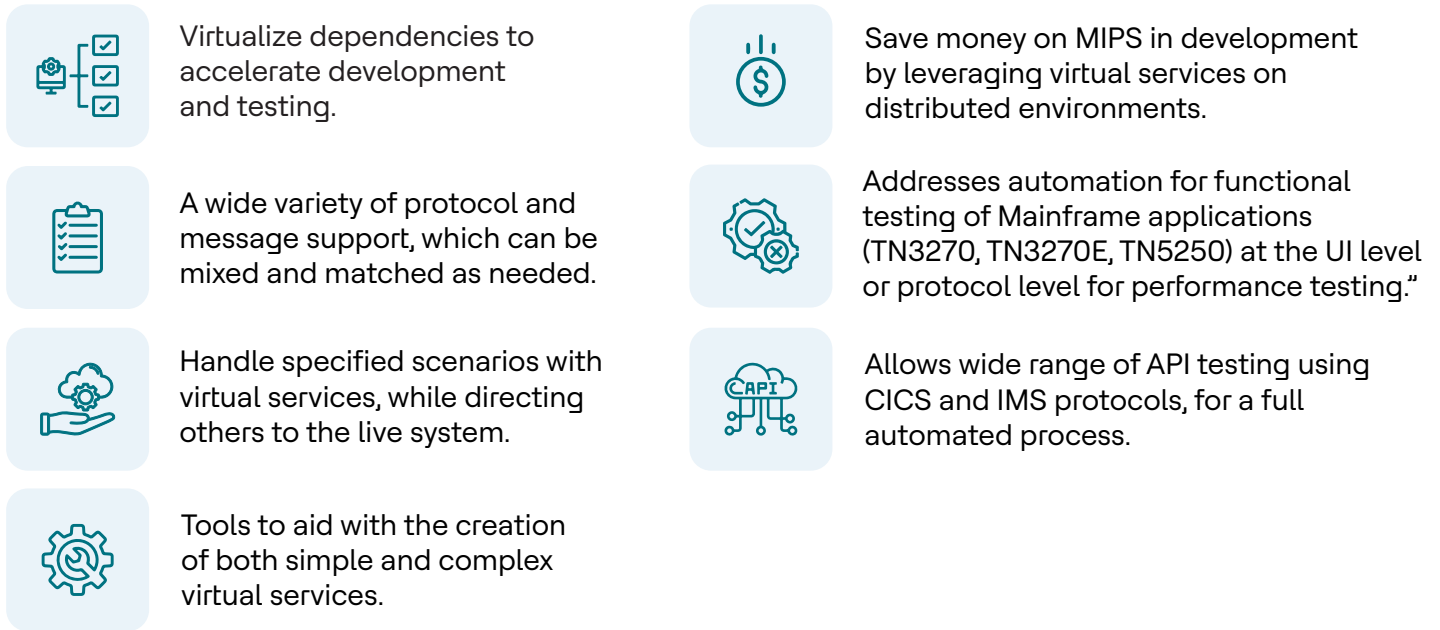 Virtualize dependencies to
accelerate development
and testing.
A wide variety of protocol and
message support, which can be
mixed and matched as needed.
Handle specified scenarios with
virtual services, while directing
others to the live system.
Tools to aid with the creation
of both simple and complex
virtual services.
$
Save money on MIPS in development
by leveraging virtual services on
distributed environments.
Addresses automation for functional
testing of Mainframe applications
(TN3270, TN3270E, TN5250) at the UI level
or protocol level for performance testing.”
API
Allows wide range of API testing using
CICS and IMS protocols, for a full
automated process.